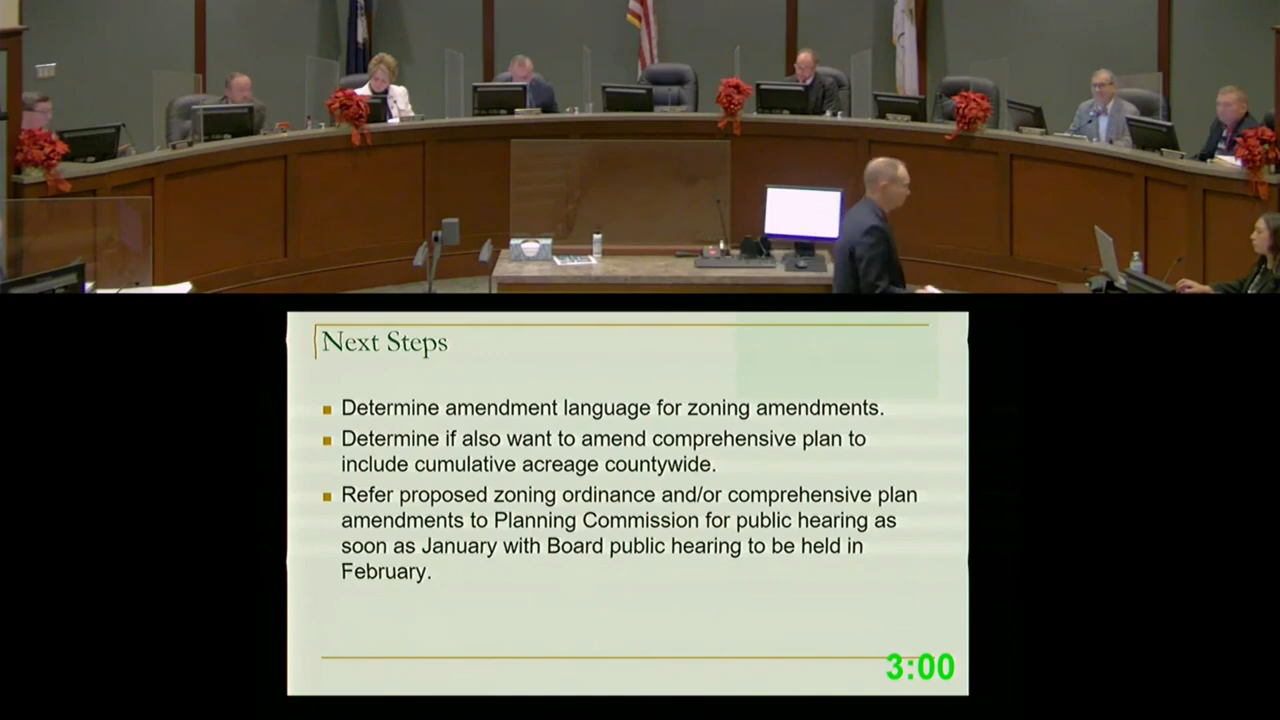 Next Steps
Determine amendment language for zoning amendments.
Determine if also want to amend comprehensive plan to
include cumulative acreage countywide.
Refer proposed zoning ordinance and/or comprehensive plan
amendments to Planning Commission for public hearing as
soon as January with Board public hearing to be held in
February.
3:00